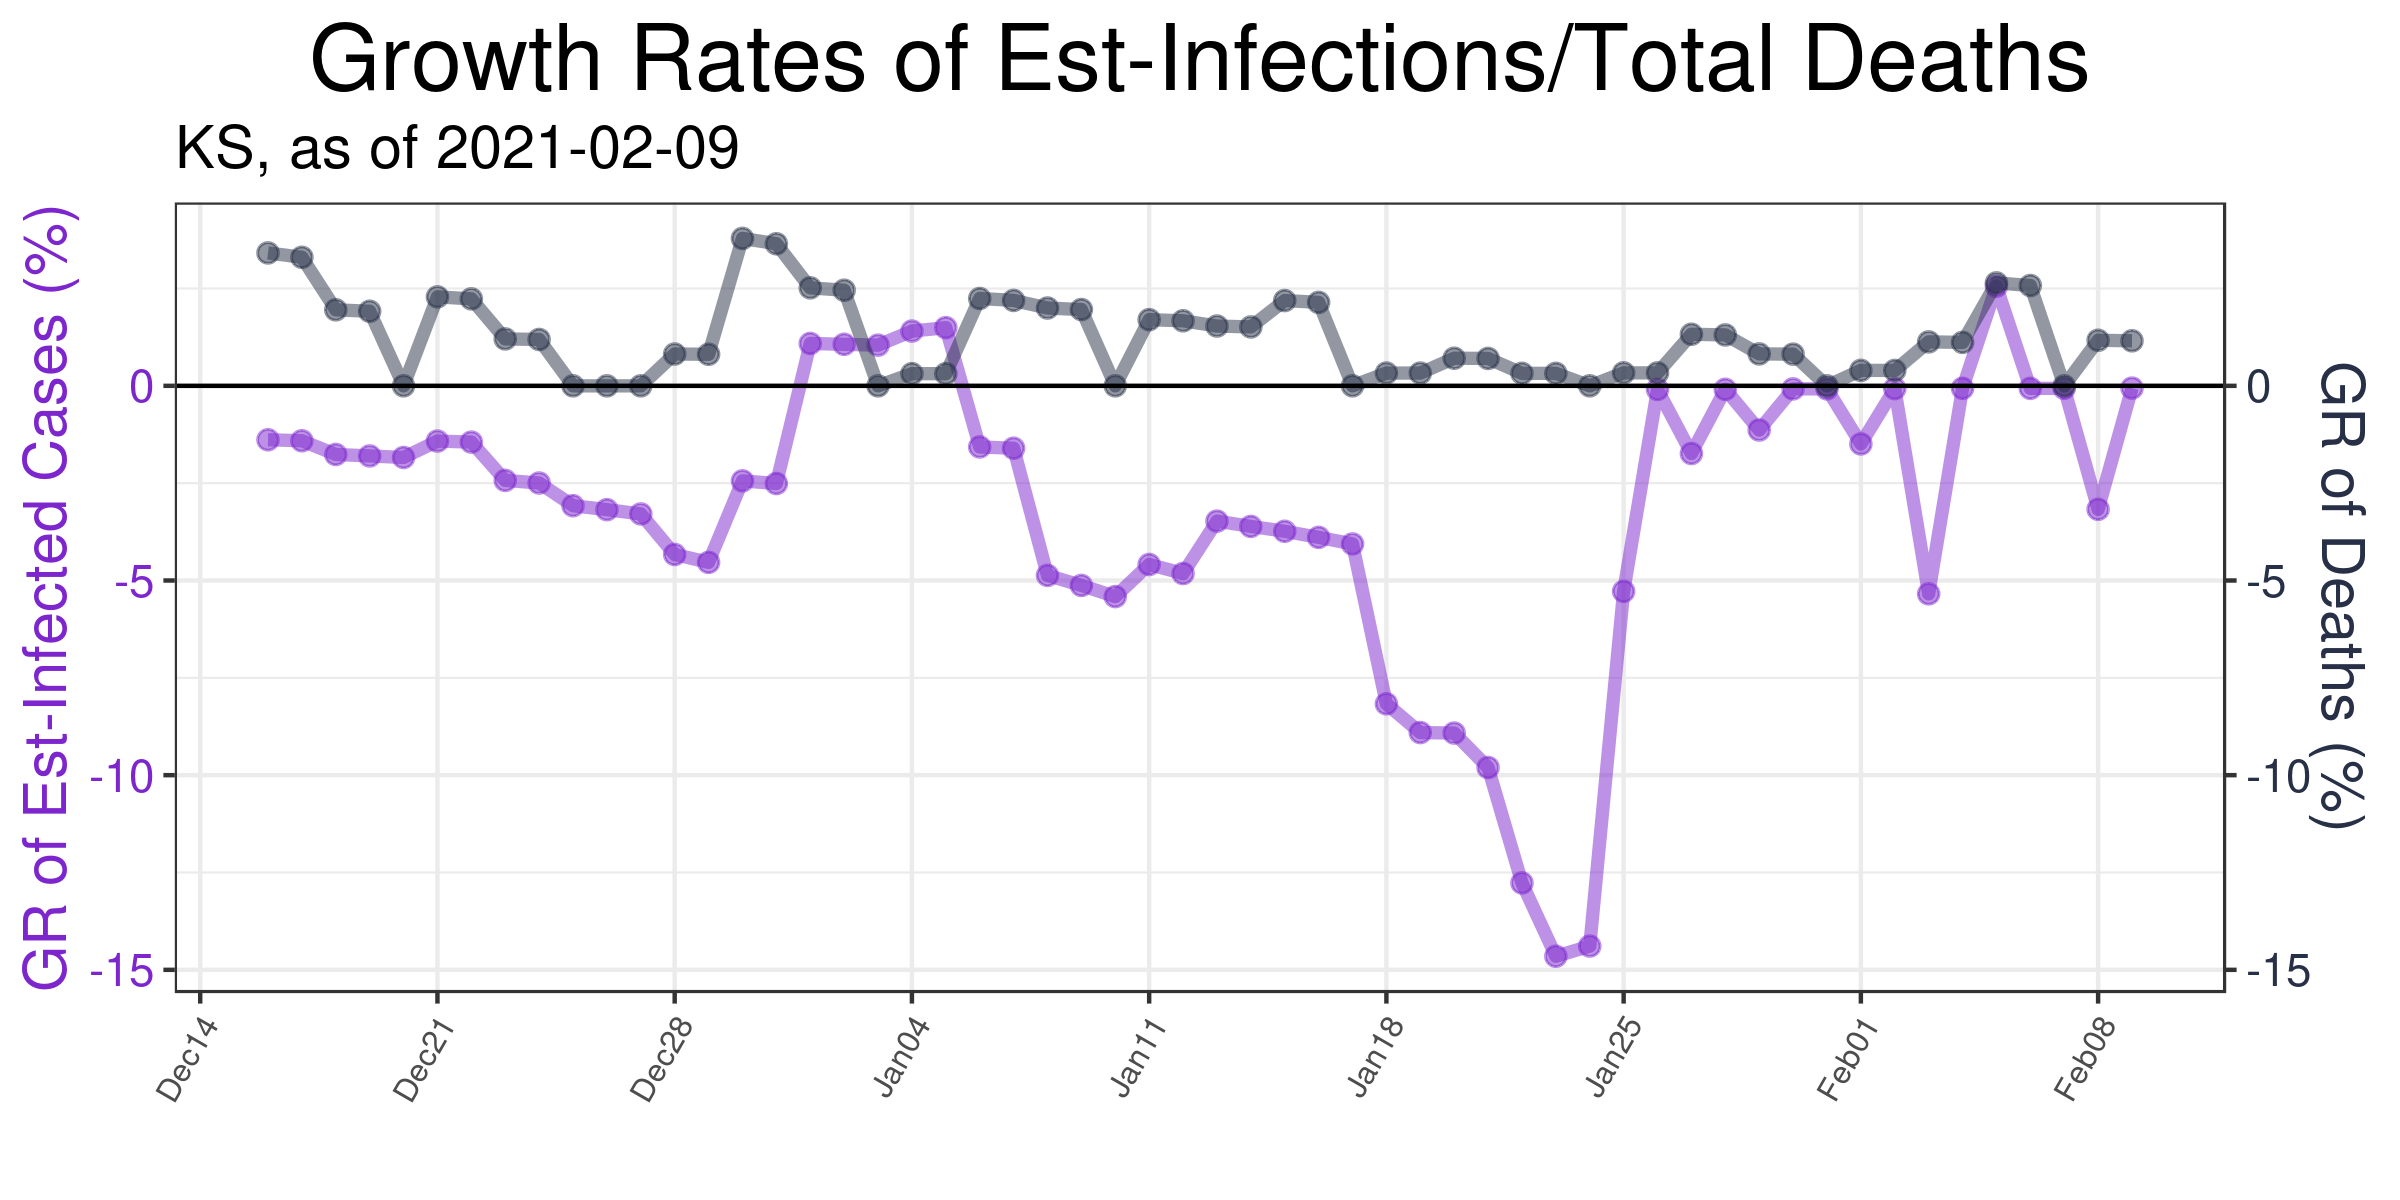 Growth Rates of Est-Infections/Total Deaths
KS, as of 2021-02-09
GR of Est-Infected Cases (%)
0
-5
-10
-15
0
-5
-10
-15
GR of Deaths (%)
Dec14
Dec21
Dec28
Jan04
Jan11
Jan18
Jan25
Feb01
Feb08